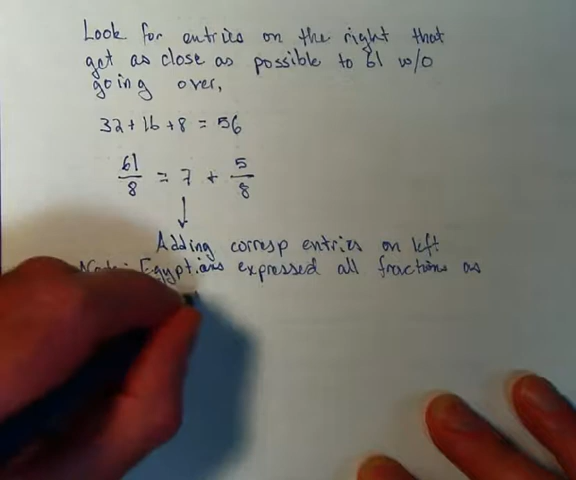 Look for entries on the right that
get as close as possible to 61 w/o
going over,
32+16+8 = 56
61/8 = 7 + 5/8
Adding corresp entries on left
Note: Egyptians expressed all fractions as